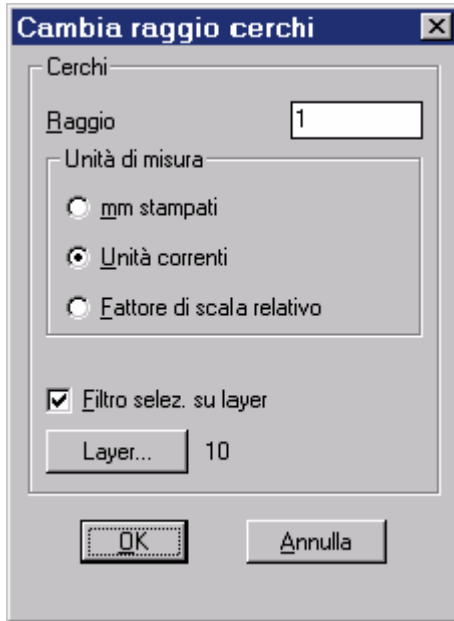 Cambia raggio cerchi
Cerchi
Raggio 1
Unità di misura
mm stampati
Unità correnti
Fattore di scala relativo
Filtro selez. su layer
Layer... 10
OK Annulla